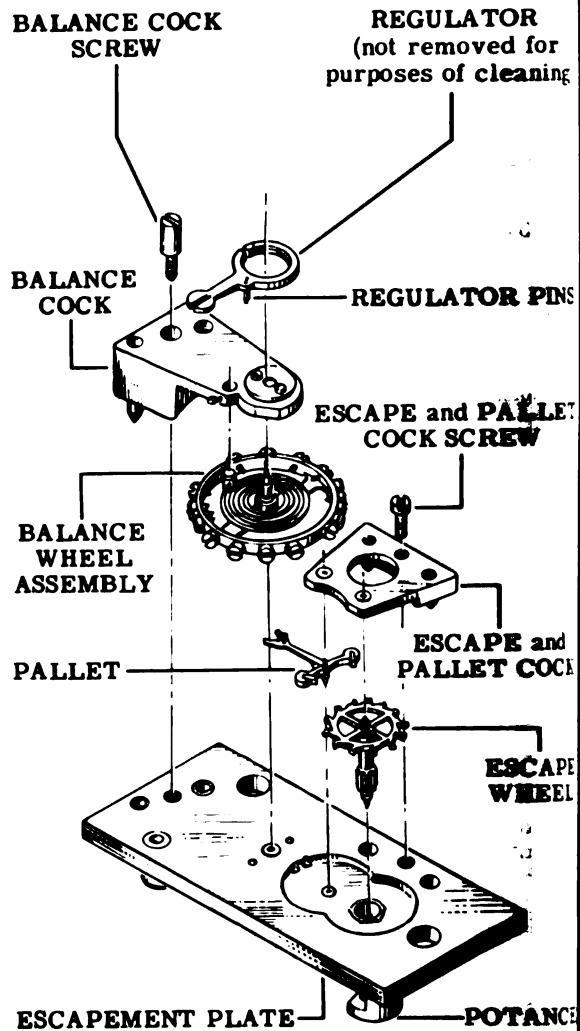 BALANCE COCK
SCREW
REGULATOR
(not removed for
purposes of cleaning
BALANCE
COCK
REGULATOR PINS
ESCAPE and PALLET
COCK SCREW
BALANCE
WHEEL
ASSEMBLY
ESCAPE and
PALLET COCK
PALLET
ESCAPE
WHEEL
ESCAPEMENT PLATE
POTANCE